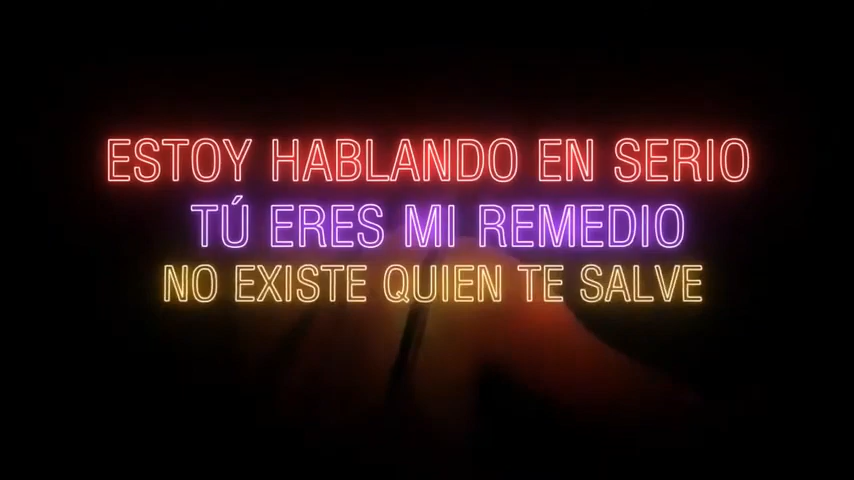 ESTOY HABLANDO EN SERIO
TÚ ERES MI REMEDIO
NO EXISTE QUIEN TE SALVE